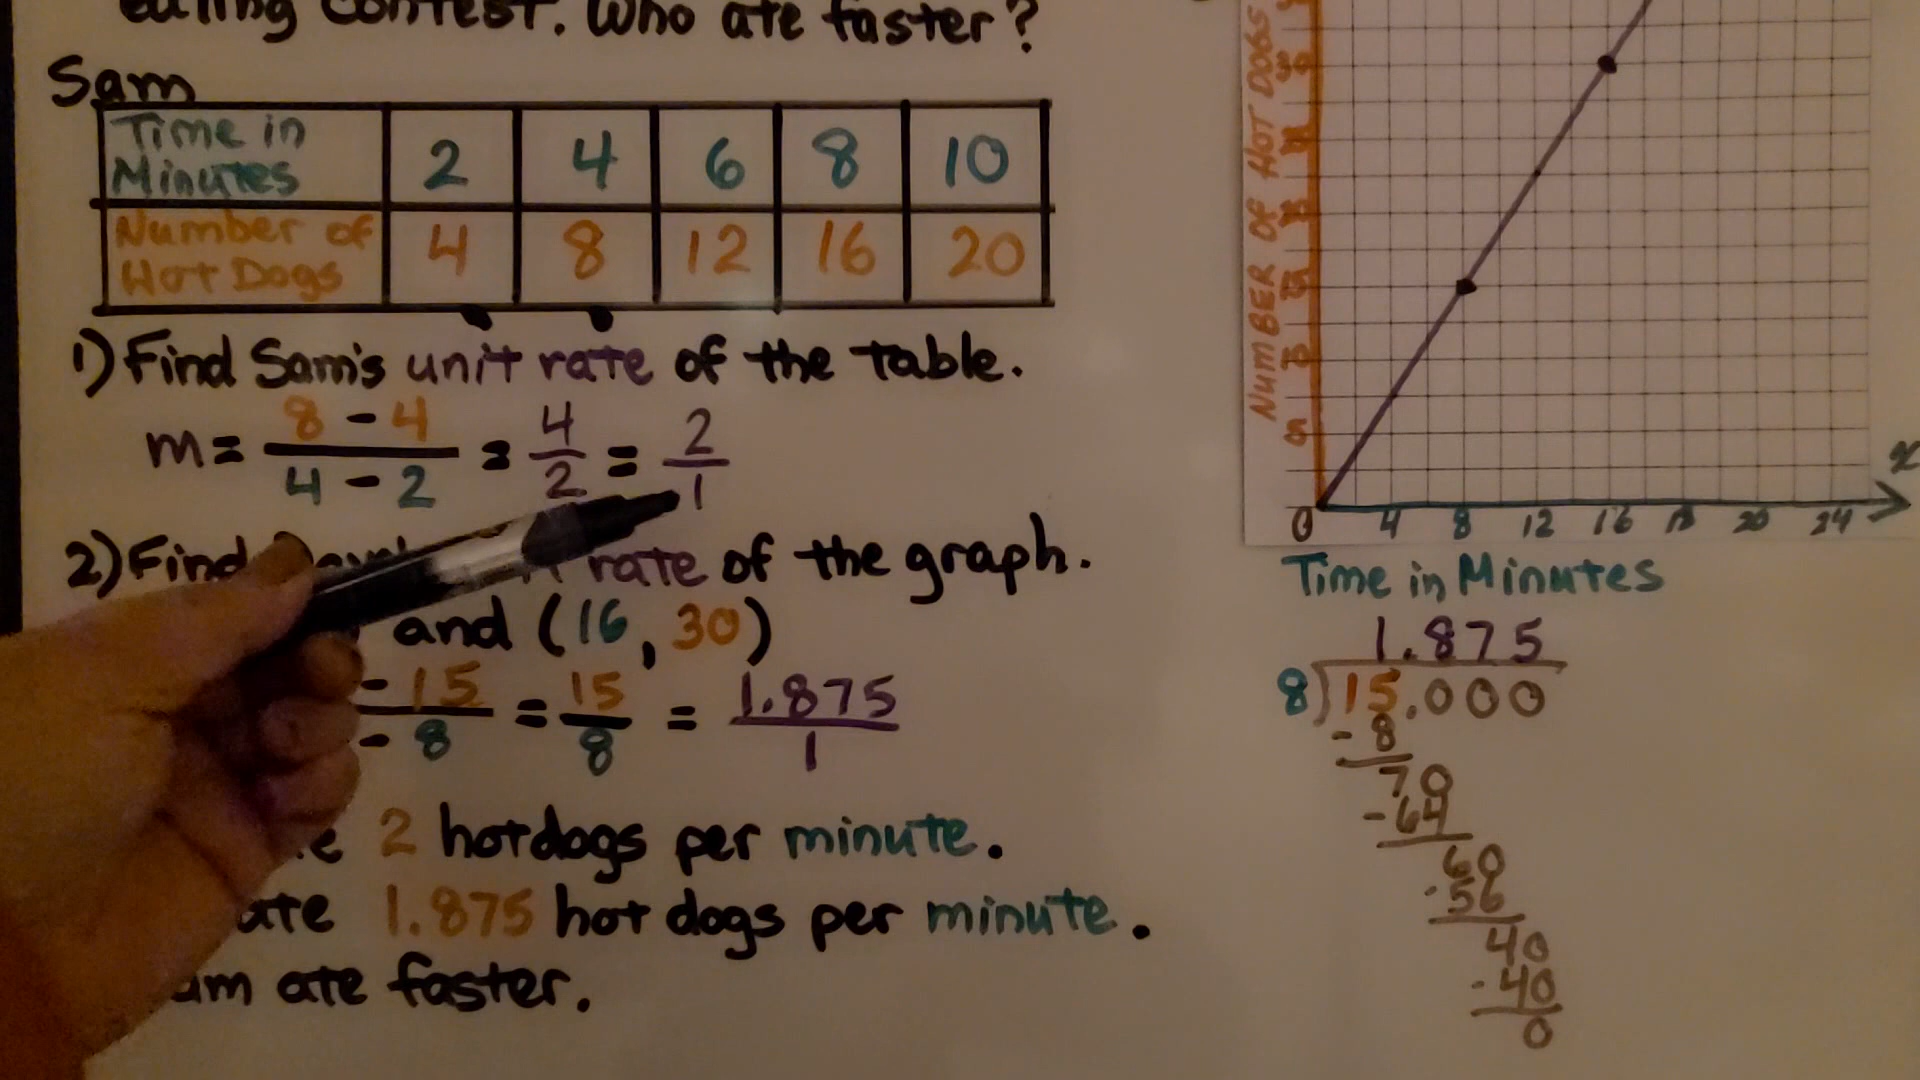 eating contest. Who ate faster?
Sam
Time in Minutes 2 4 6 8 10
Number of Hot Dogs 4 8 12 16 20
1) Find Sam's unit rate of the table.
m = 8 - 4 / 4 - 2 = 4/2 = 2/1
2) Find rate of the graph.
and (16, 30)
- 15 / - 8 = 15/8 = 1.875/1
2 hotdogs per minute.
ate 1.875 hot dogs per minute.
am ate faster.
NUMBER OF HOT DOGS
30
5
0 4 8 12 16 20 24
x
Time in Minutes
1.875
8)15.000
-8
70
-64
60
-56
40
-40
0